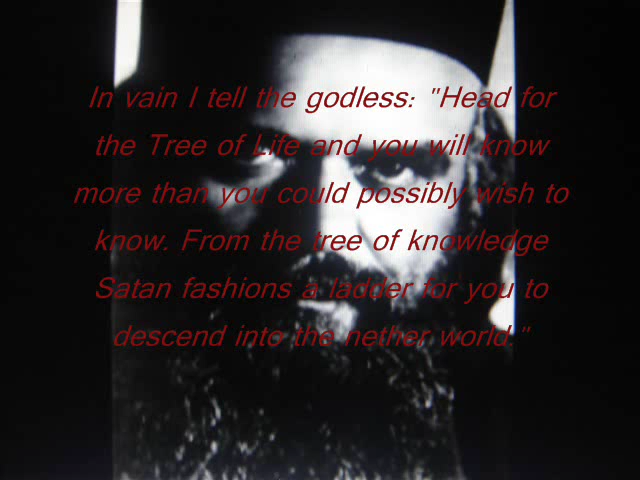 In vain I tell the godless: "Head for
the Tree of Life and you will know
more than you could possibly wish to
know. From the tree of knowledge
Satan fashions a ladder for you to
descend into the nether world."